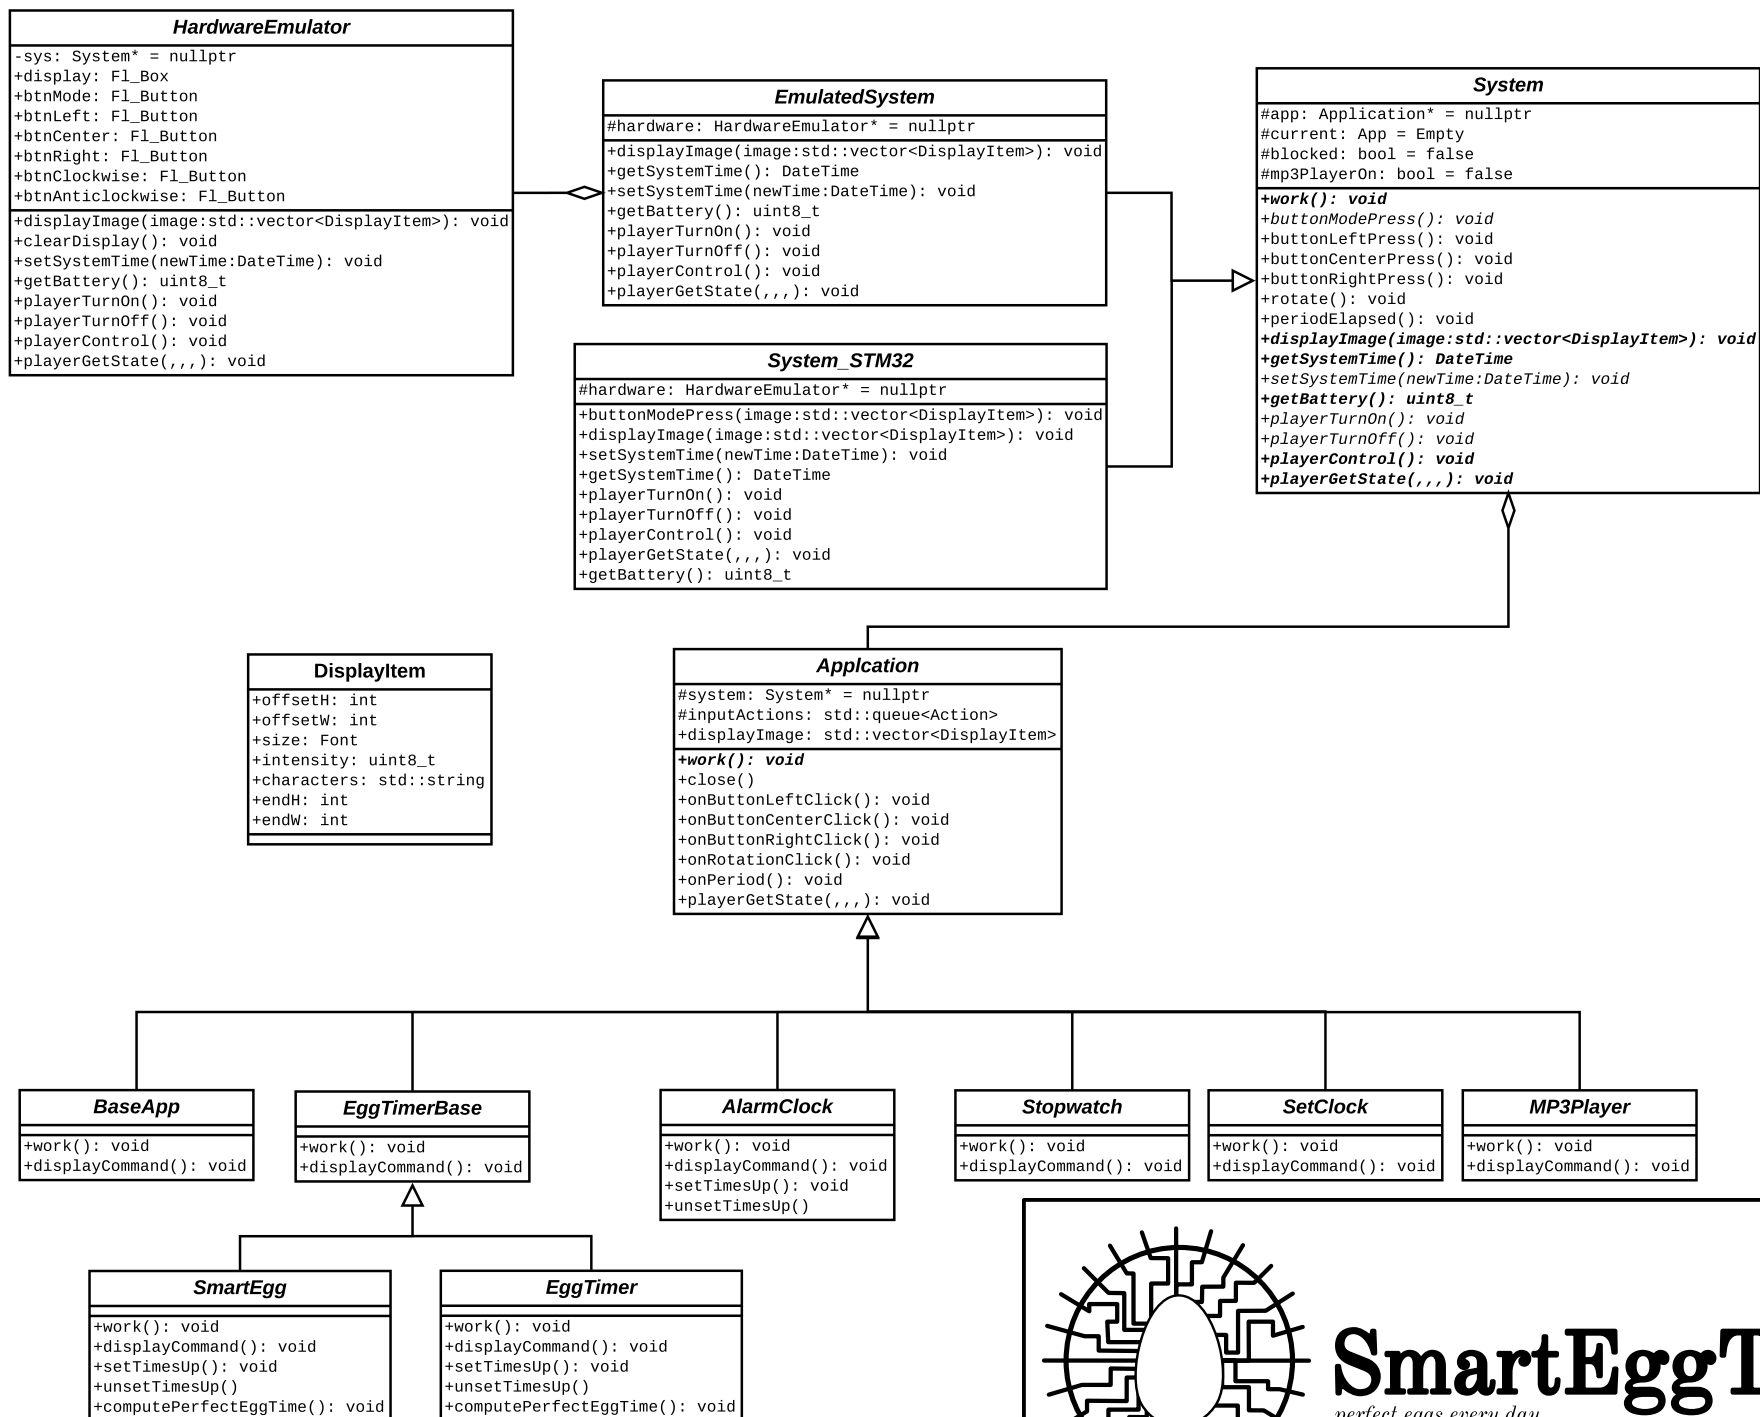 HardwareEmulator
-sys: System* = nullptr
+display: Fl_Box
+btnMode: Fl_Button
+btnLeft: Fl_Button
+btnCenter: Fl_Button
+btnRight: Fl_Button
+btnClockwise: Fl_Button
+btnAnticlockwise: Fl_Button
+displayImage(image:std::vector<DisplayItem>): void
+clearDisplay(): void
+setSystemTime(newTime:DateTime): void
+getBattery(): uint8_t
+playerTurnOn(): void
+playerTurnOff(): void
+playerControl(): void
+playerGetState(,,,): void
EmulatedSystem
#hardware: HardwareEmulator* = nullptr
+displayImage(image:std::vector<DisplayItem>): void
+getSystemTime(): DateTime
+setSystemTime(newTime:DateTime): void
+getBattery(): uint8_t
+playerTurnOn(): void
+playerTurnOff(): void
+playerControl(): void
+playerGetState(,,,): void
System
#app: Application* = nullptr
#current: App = Empty
#blocked: bool = false
#mp3PlayerOn: bool = false
+work(): void
+buttonModePress(): void
+buttonLeftPress(): void
+buttonCenterPress(): void
+buttonRightPress(): void
+rotate(): void
+periodElapsed(): void
+displayImage(image:std::vector<DisplayItem>): void
+getSystemTime(): DateTime
+setSystemTime(newTime:DateTime): void
+getBattery(): uint8_t
+playerTurnOn(): void
+playerTurnOff(): void
+playerControl(): void
+playerGetState(,,,): void
System_STM32
#hardware: HardwareEmulator* = nullptr
+buttonModePress(image:std::vector<DisplayItem>): void
+displayImage(image:std::vector<DisplayItem>): void
+setSystemTime(newTime:DateTime): void
+getSystemTime(): DateTime
+playerTurnOn(): void
+playerTurnOff(): void
+playerControl(): void
+playerGetState(,,,): void
+getBattery(): uint8_t
DisplayItem
+offsetH: int
+offsetW: int
+size: Font
+intensity: uint8_t
+characters: std::string
+endH: int
+endW: int
Applcation
#system: System* = nullptr
#inputActions: std::queue<Action>
+displayImage: std::vector<DisplayItem>
+work(): void
+close()
+onButtonLeftClick(): void
+onButtonCenterClick(): void
+onButtonRightClick(): void
+onRotationClick(): void
+onPeriod(): void
+playerGetState(,,,): void
BaseApp
+work(): void
+displayCommand(): void
EggTimerBase
+work(): void
+displayCommand(): void
AlarmClock
+work(): void
+displayCommand(): void
+setTimesUp(): void
+unsetTimesUp()
Stopwatch
+work(): void
+displayCommand(): void
SetClock
+work(): void
+displayCommand(): void
MP3Player
+work(): void
+displayCommand(): void
SmartEgg
+work(): void
+displayCommand(): void
+setTimesUp(): void
+unsetTimesUp()
+computePerfectEggTime(): void
EggTimer
+work(): void
+displayCommand(): void
+setTimesUp(): void
+unsetTimesUp()
+computePerfectEggTime(): void
SmartEggT
perfect eggs every day